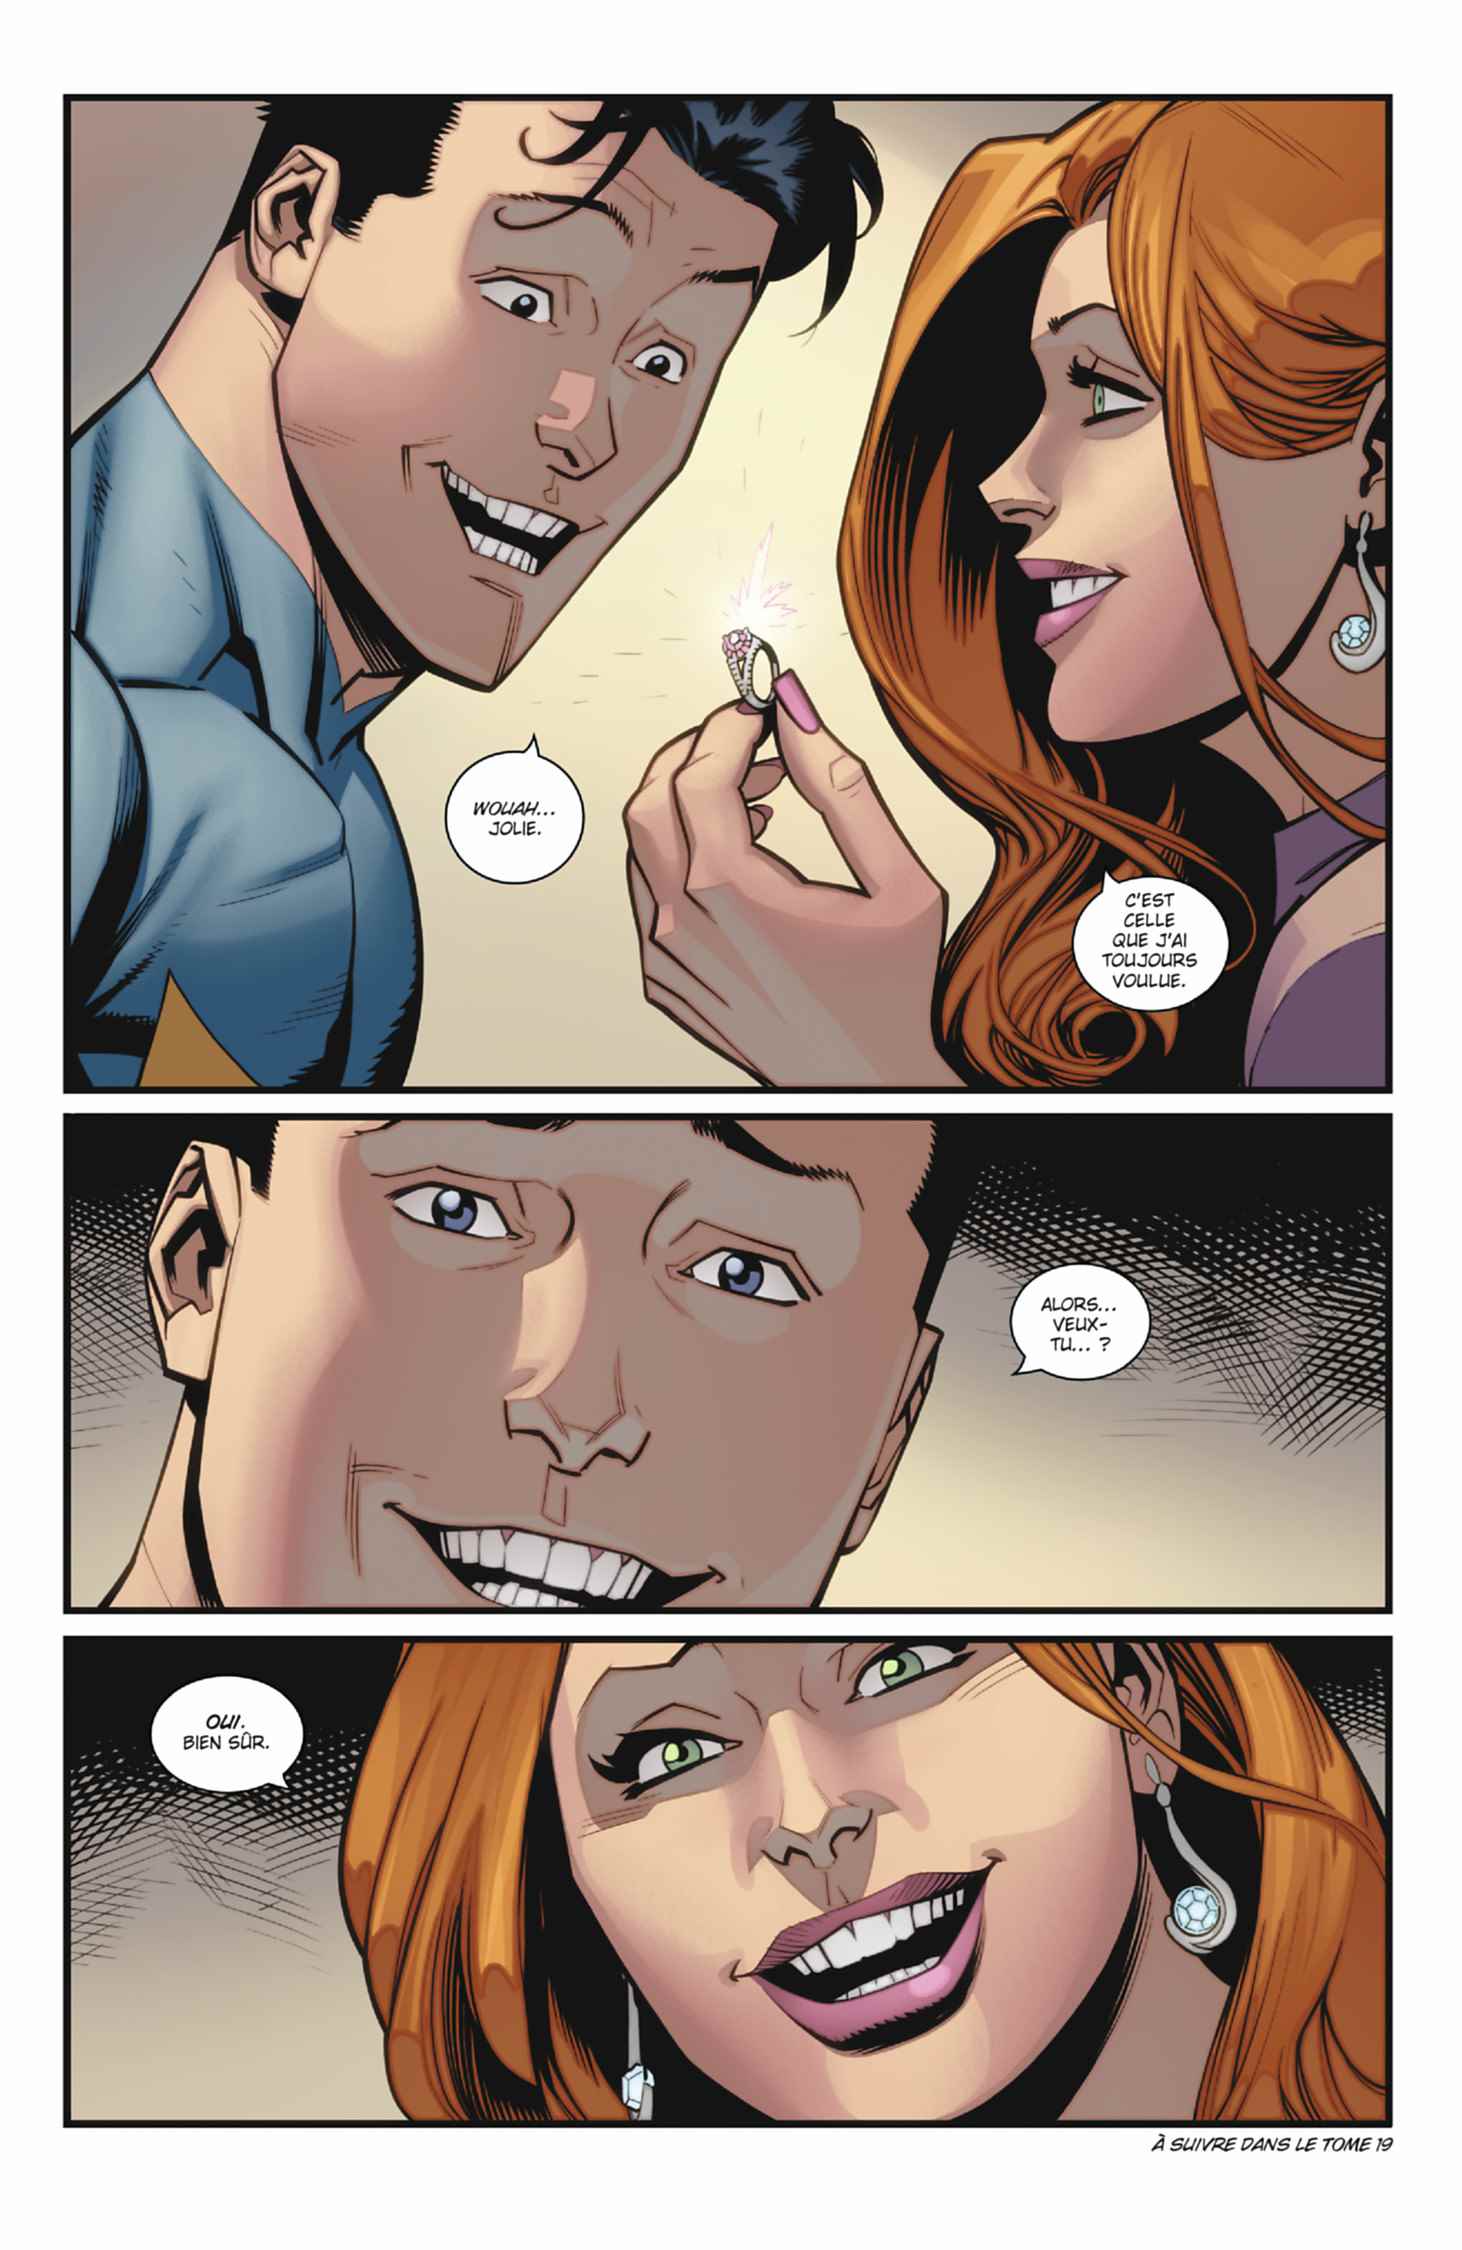 WOUAH...
JOLIE.
C'EST
CELLE
QUE J'AI
TOUJOURS
VOULUE.
ALORS...
VEUX-
TU... ?
OUI.
BIEN SÛR.
À SUIVRE DANS LE TOME 19